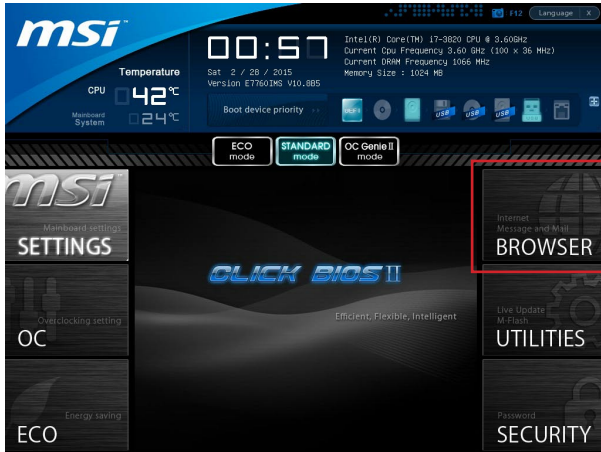 msi
Temperature
CPU 42°C
Mainboard
System 24°C
00:57
Sat 2 / 28 / 2015
Version E7760IMS V10.8B5
Intel(R) Core(TM) i7-3820 CPU @ 3.60GHz
Current Cpu Frequency 3.60 GHz (100 x 36 MHz)
Current DRAM Frequency 1066 MHz
Memory Size : 1024 MB
F12 Language X
Boot device priority
UEFI USB USB USB
ECO
mode
STANDARD
mode
OC Genie II
mode
msi
Mainboard settings
SETTINGS
Overclocking setting
OC
Energy saving
ECO
CLICK BIOS II
Efficient, Flexible, Intelligent
Internet
Message and Mail
BROWSER
Live Update
M-Flash
UTILITIES
Password
SECURITY